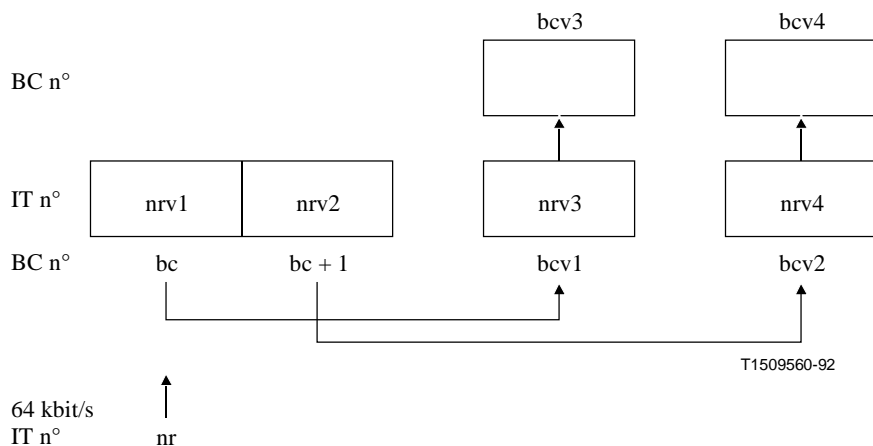 bcv3 bcv4
BC n°
IT n° nrv1 nrv2 nrv3 nrv4
BC n° bc bc + 1 bcv1 bcv2
T1509560-92
64 kbit/s
IT n° nr